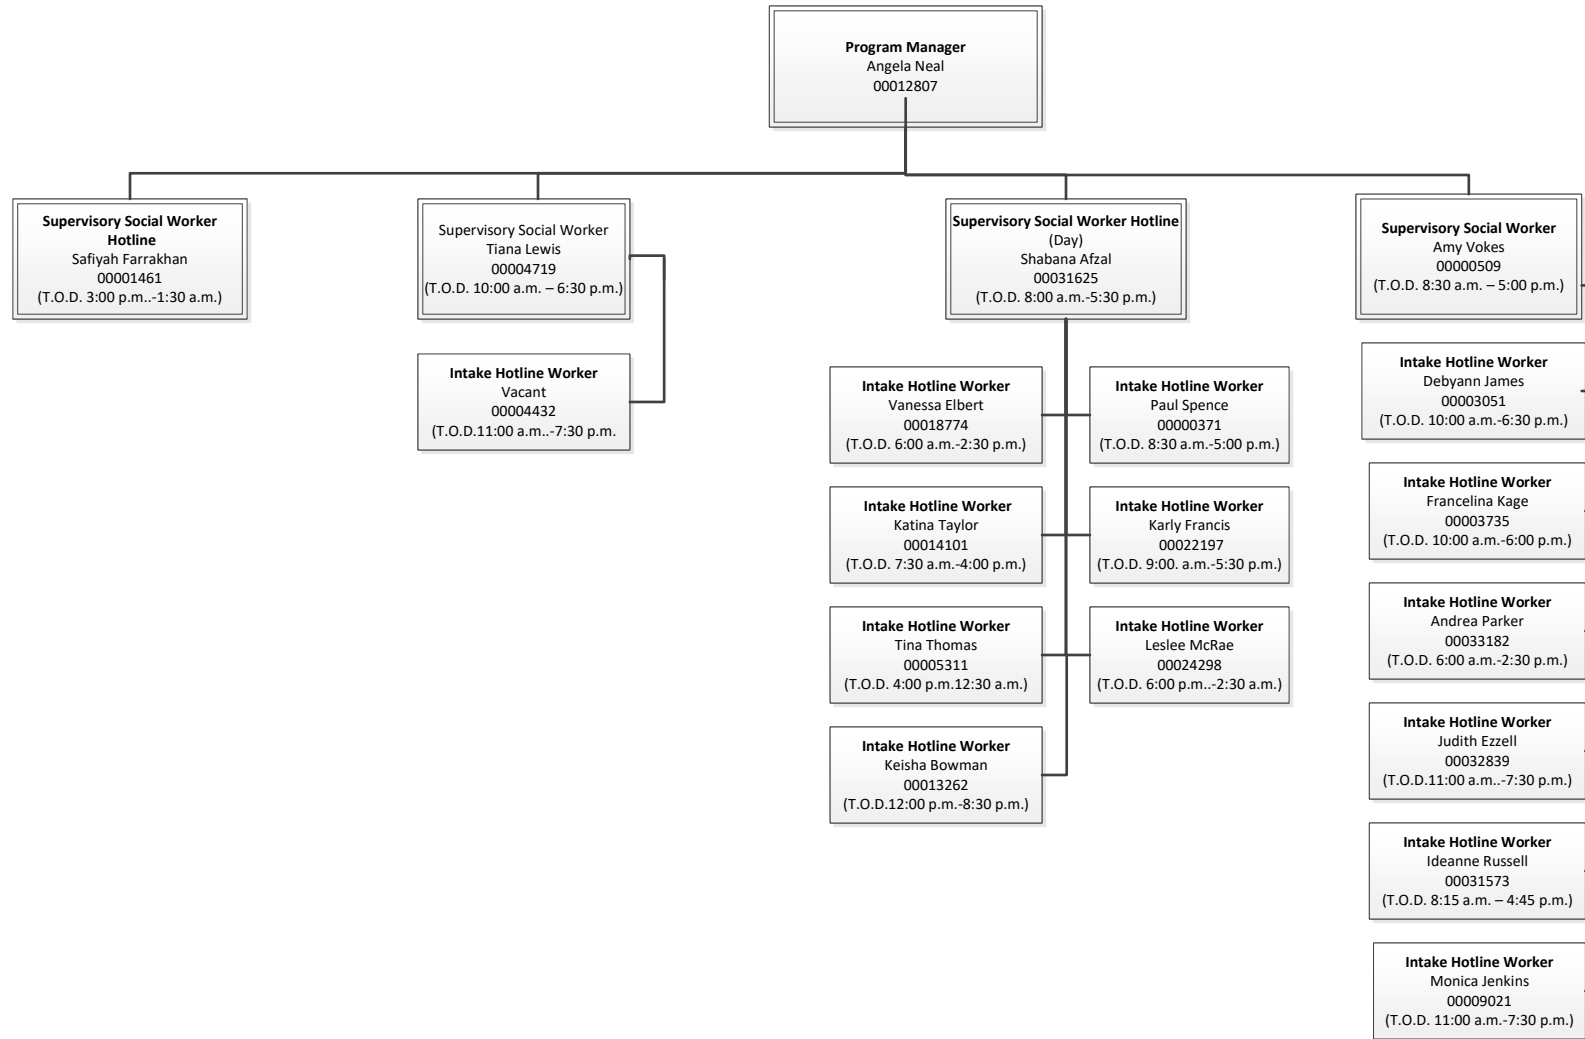 Program Manager
Angela Neal
00012807
Supervisory Social Worker
Hotline
Safiyah Farrakhan
00001461
(T.O.D. 3:00 p.m..-1:30 a.m.)
Supervisory Social Worker
Tiana Lewis
00004719
(T.O.D. 10:00 a.m. – 6:30 p.m.)
Intake Hotline Worker
Vacant
00004432
(T.O.D.11:00 a.m..-7:30 p.m.
Supervisory Social Worker Hotline
(Day)
Shabana Afzal
00031625
(T.O.D. 8:00 a.m.-5:30 p.m.)
Intake Hotline Worker
Vanessa Elbert
00018774
(T.O.D. 6:00 a.m.-2:30 p.m.)
Intake Hotline Worker
Paul Spence
00000371
(T.O.D. 8:30 a.m.-5:00 p.m.)
Intake Hotline Worker
Katina Taylor
00014101
(T.O.D. 7:30 a.m.-4:00 p.m.)
Intake Hotline Worker
Karly Francis
00022197
(T.O.D. 9:00. a.m.-5:30 p.m.)
Intake Hotline Worker
Tina Thomas
00005311
(T.O.D. 4:00 p.m.12:30 a.m.)
Intake Hotline Worker
Leslee McRae
00024298
(T.O.D. 6:00 p.m..-2:30 a.m.)
Intake Hotline Worker
Keisha Bowman
00013262
(T.O.D.12:00 p.m.-8:30 p.m.)
Supervisory Social Worker
Amy Vokes
00000509
(T.O.D. 8:30 a.m. – 5:00 p.m.)
Intake Hotline Worker
Debyann James
00003051
(T.O.D. 10:00 a.m.-6:30 p.m.)
Intake Hotline Worker
Francelina Kage
00003735
(T.O.D. 10:00 a.m.-6:00 p.m.)
Intake Hotline Worker
Andrea Parker
00033182
(T.O.D. 6:00 a.m.-2:30 p.m.)
Intake Hotline Worker
Judith Ezzell
00032839
(T.O.D.11:00 a.m..-7:30 p.m.)
Intake Hotline Worker
Ideanne Russell
00031573
(T.O.D. 8:15 a.m. – 4:45 p.m.)
Intake Hotline Worker
Monica Jenkins
00009021
(T.O.D. 11:00 a.m.-7:30 p.m.)